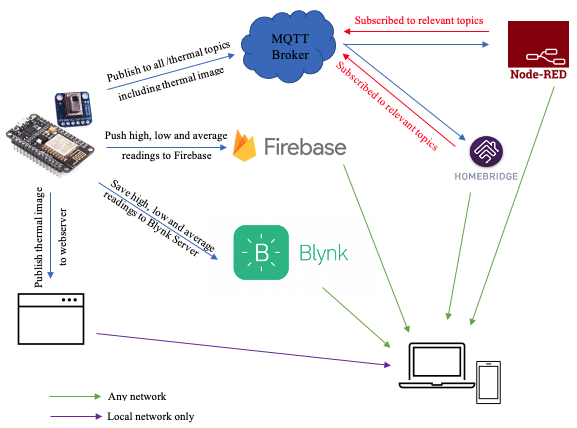 Subscribed to relevant topics
MQTT
Broker
Node-RED
Publish to all /thermal topics
including thermal image
Subscribed to relevant topics
Push high, low and average
readings to Firebase
Firebase
HOMEBRIDGE
Save high, low and average
readings to Blynk Server
B
Blynk
Publish thermal image
to webserver
Any network
Local network only